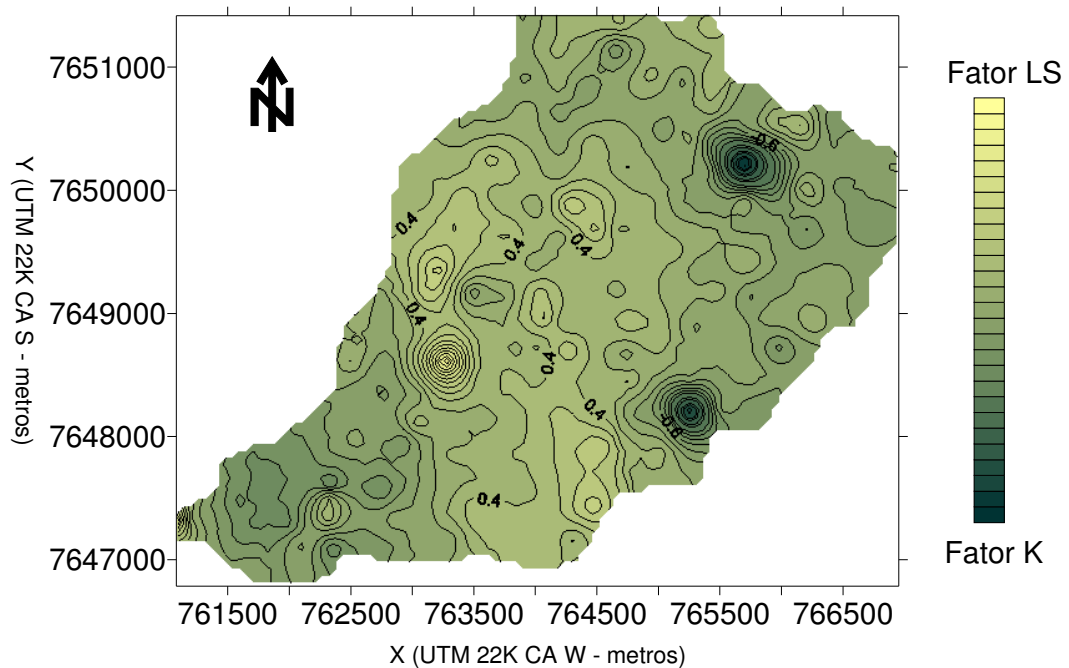 7651000
7650000
7649000
7648000
7647000
Y (UTM 22K CA S - metros)
N
-0.6
0.4
0.4
0.4
0.4
0.4
0.4
-0.6
0.4
Fator LS
Fator K
761500 762500 763500 764500 765500 766500
X (UTM 22K CA W - metros)